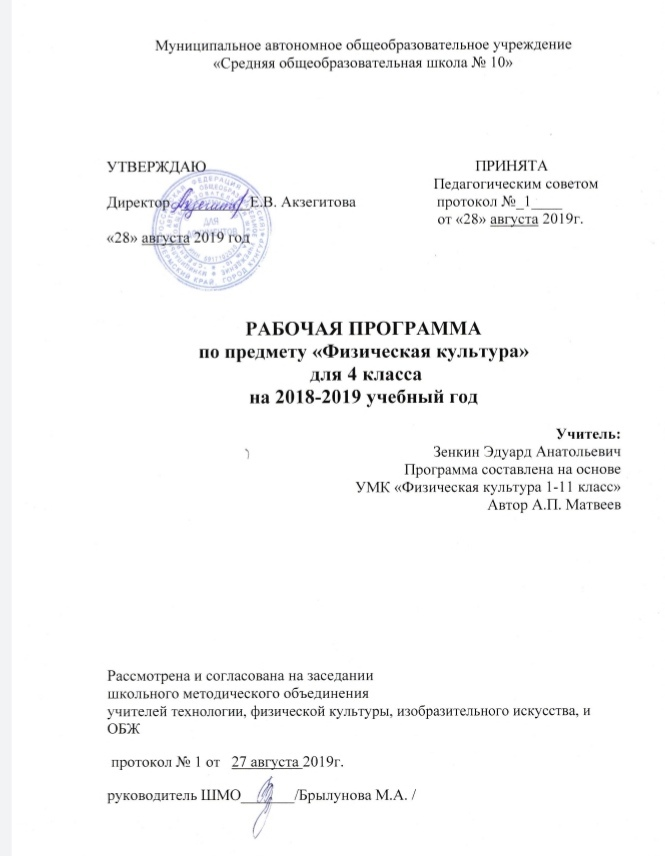 Муниципальное автономное общеобразовательное учреждение
«Средняя общеобразовательная школа № 10»
УТВЕРЖДАЮ
Директор Е.В. Акзегитова
«28» августа 2019 год
ПРИНЯТА
Педагогическим советом
протокол №_1____
от «28» августа 2019г.
РАБОЧАЯ ПРОГРАММА
по предмету «Физическая культура»
для 4 класса
на 2018-2019 учебный год
Учитель:
Зенкин Эдуард Анатольевич
Программа составлена на основе
УМК «Физическая культура 1-11 класс»
Автор А.П. Матвеев
Рассмотрена и согласована на заседании
школьного методического объединения
учителей технологии, физической культуры, изобразительного искусства, и
ОБЖ
протокол № 1 от 27 августа 2019г.
руководитель ШМО_______/Брылунова М.А. /